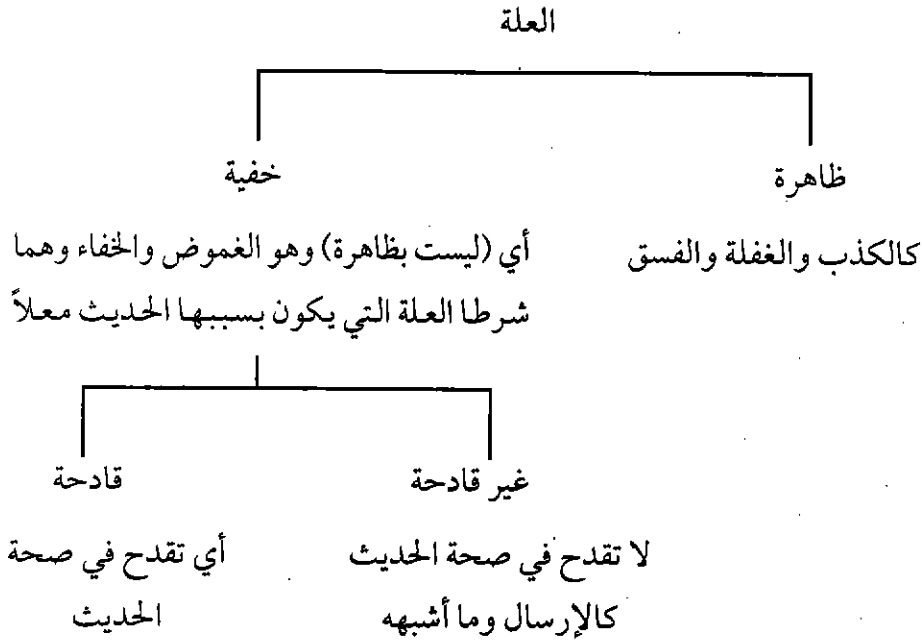 العلة
ظاهرة
خفية
كالكذب والغفلة والفسق
أي (ليست بظاهرة) وهو الغموض والخفاء وهما
شرطا العلة التي يكون بسببها الحديث معلاً
غير قادحة
قادحة
لا تقدح في صحة الحديث
كالإرسال وما أشبهه
أي تقدح في صحة
الحديث